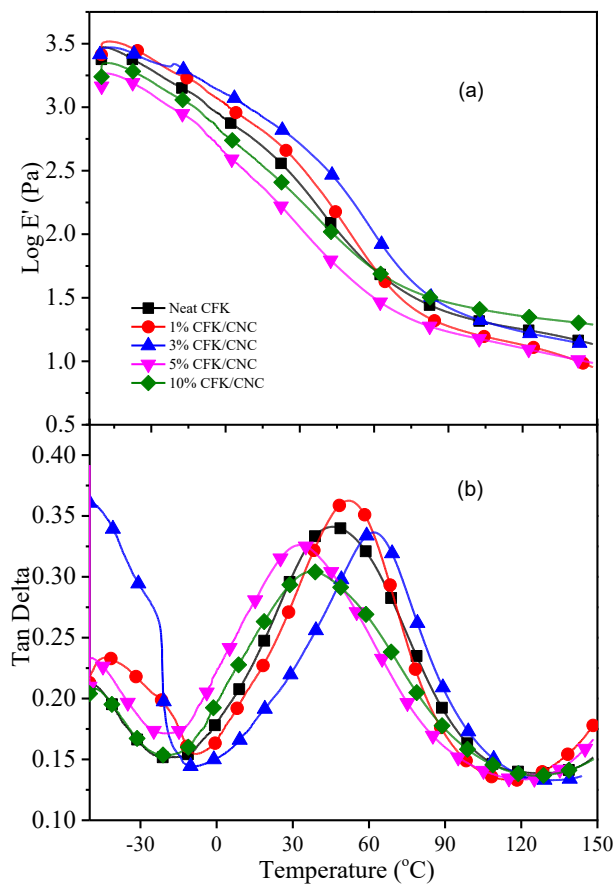 3.5
3.0
2.5
2.0
1.5
1.0
0.5
Log E' (Pa)
(a)
Neat CFK
1% CFK/CNC
3% CFK/CNC
5% CFK/CNC
10% CFK/CNC
0.40
0.35
0.30
0.25
0.20
0.15
0.10
Tan Delta
(b)
-30 0 30 60 90 120 150
Temperature (°C)